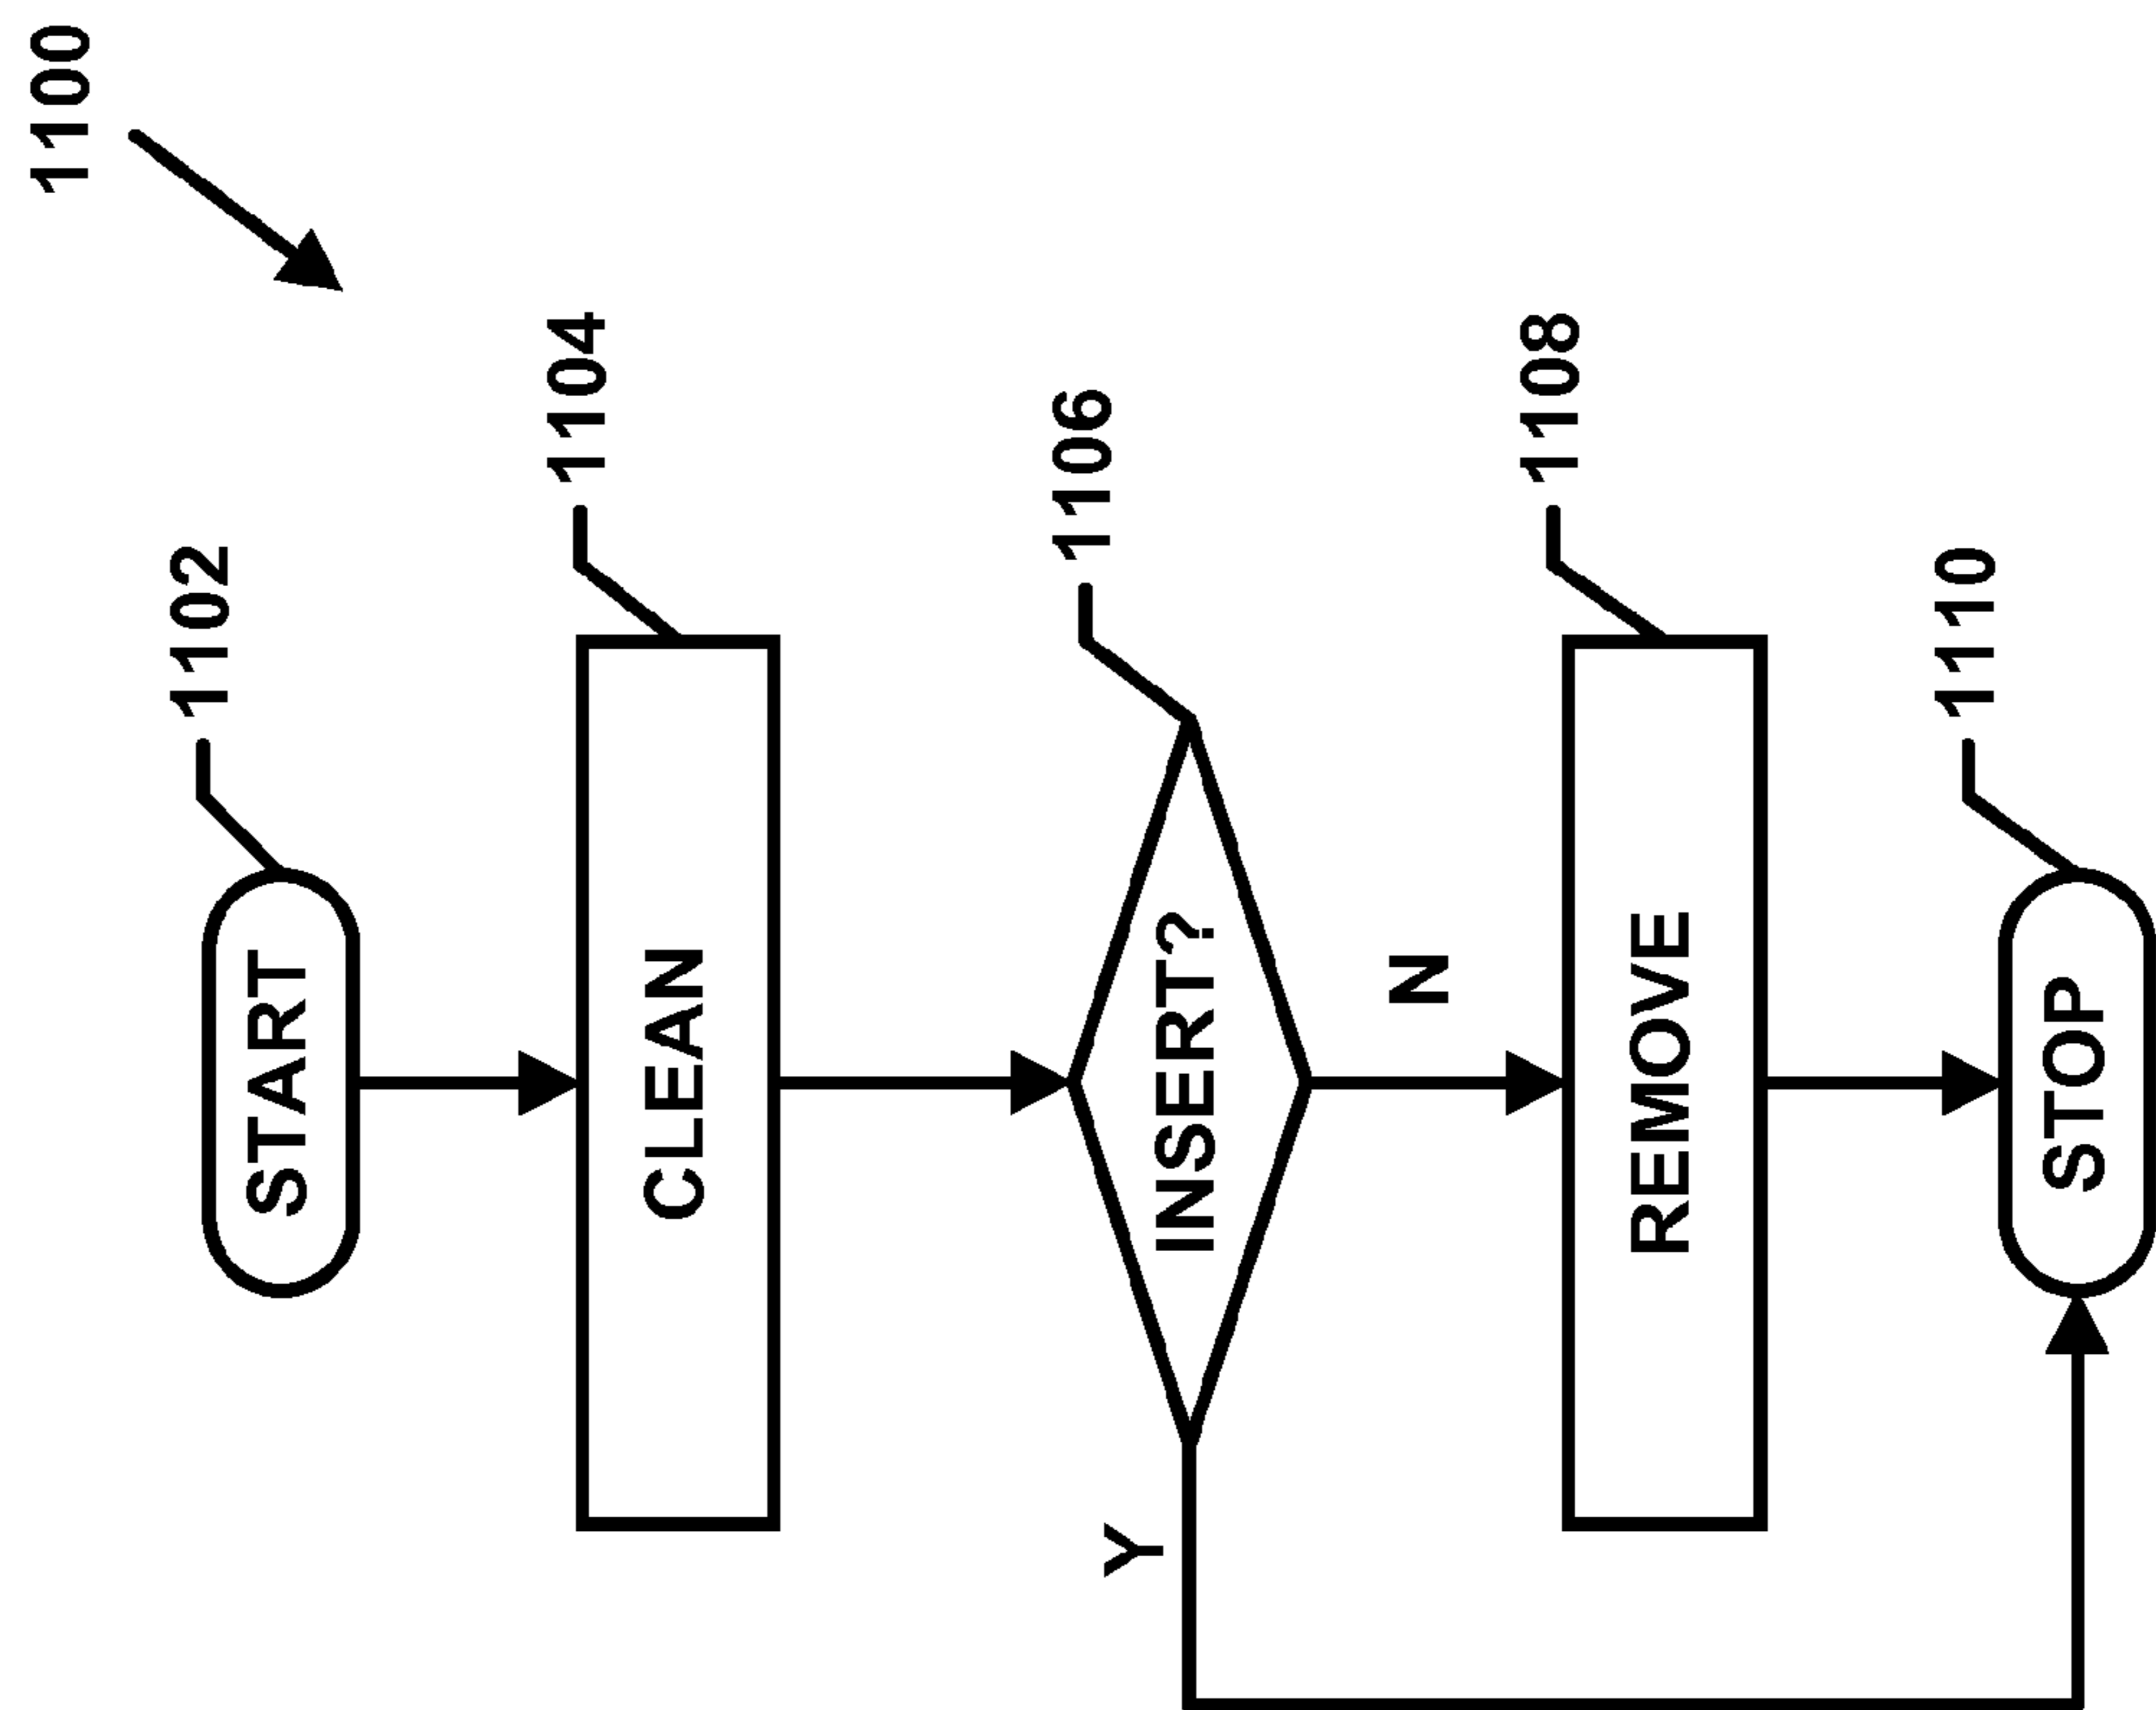 1100
1102
START
1104
CLEAN
1106
INSERT?
Y
N
1108
REMOVE
1110
STOP